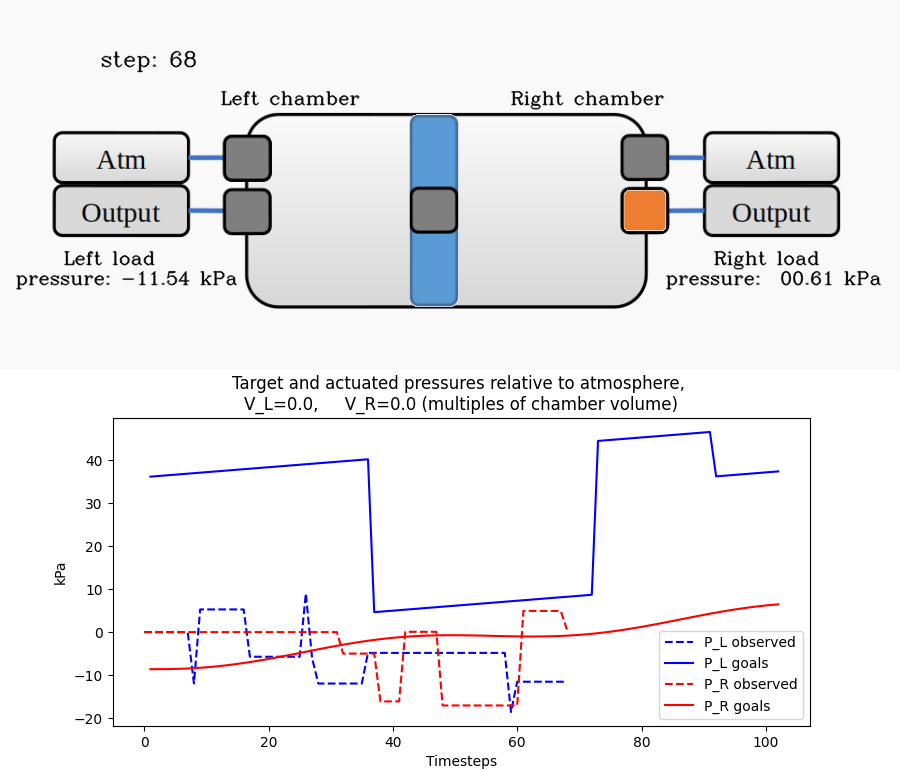 step: 68
Left chamber
Right chamber
Atm
Atm
Output
Output
Left load
pressure: −11.54 kPa
Right load
pressure: 00.61 kPa
Target and actuated pressures relative to atmosphere,
V_L=0.0, V_R=0.0 (multiples of chamber volume)
kPa
40
30
20
10
0
−10
−20
0
20
40
60
80
100
Timesteps
P_L observed
P_L goals
P_R observed
P_R goals